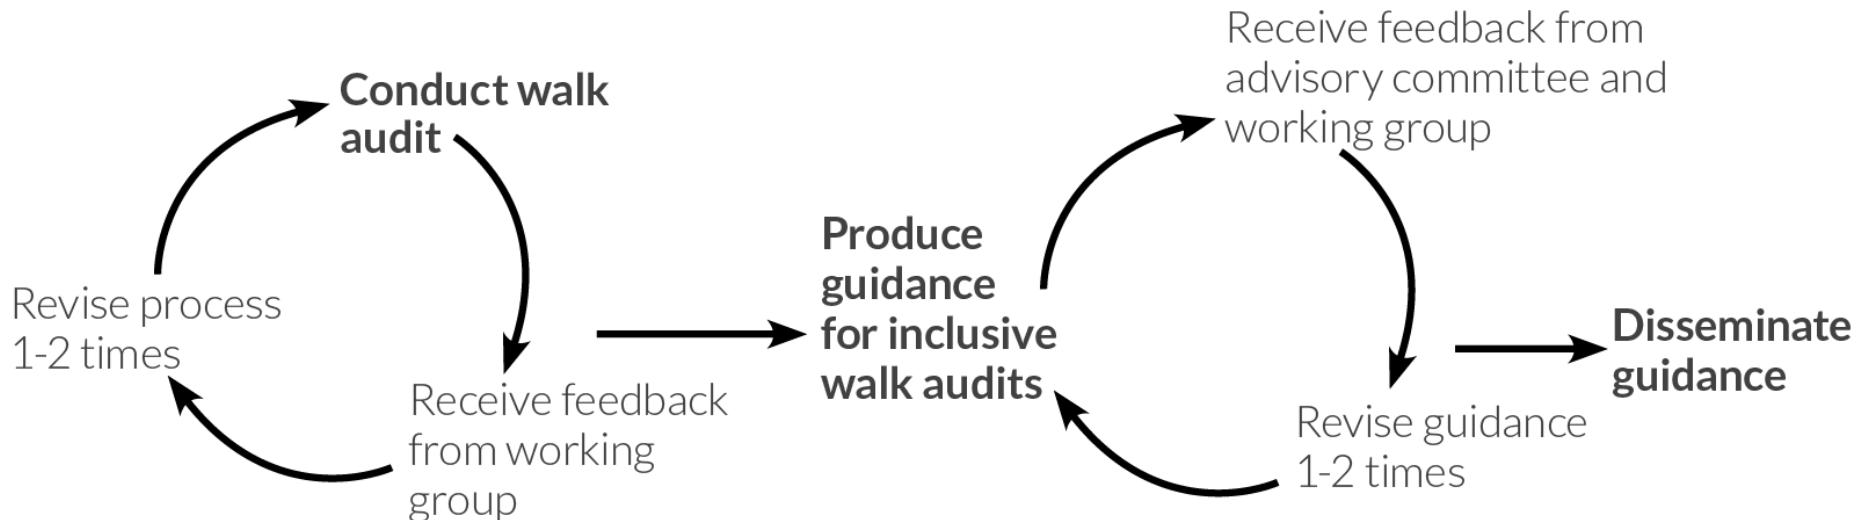 Conduct walk
audit
Receive feedback
from working
group
Revise process
1-2 times
Produce
guidance
for inclusive
walk audits
Receive feedback from
advisory committee and
working group
Revise guidance
1-2 times
Disseminate
guidance